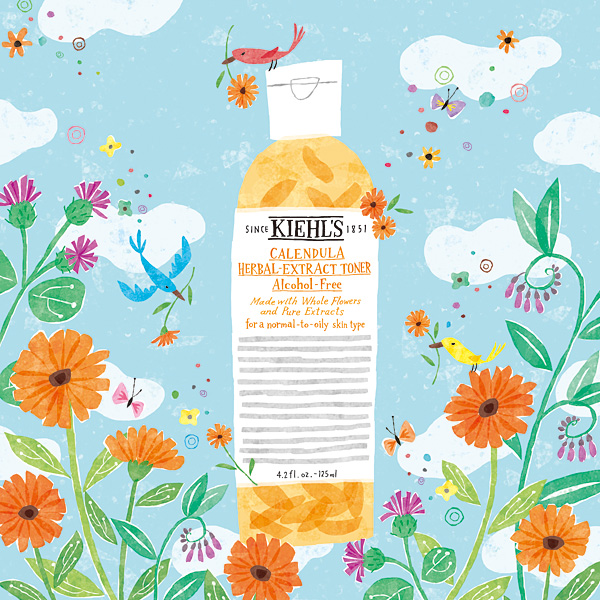 SINCE KIEHL'S 1851
CALENDULA
HERBAL-EXTRACT TONER
Alcohol-Free
Made with Whole Flowers
and Pure Extracts
for a normal-to-oily skin type
4.2 fl. oz. - 125 ml